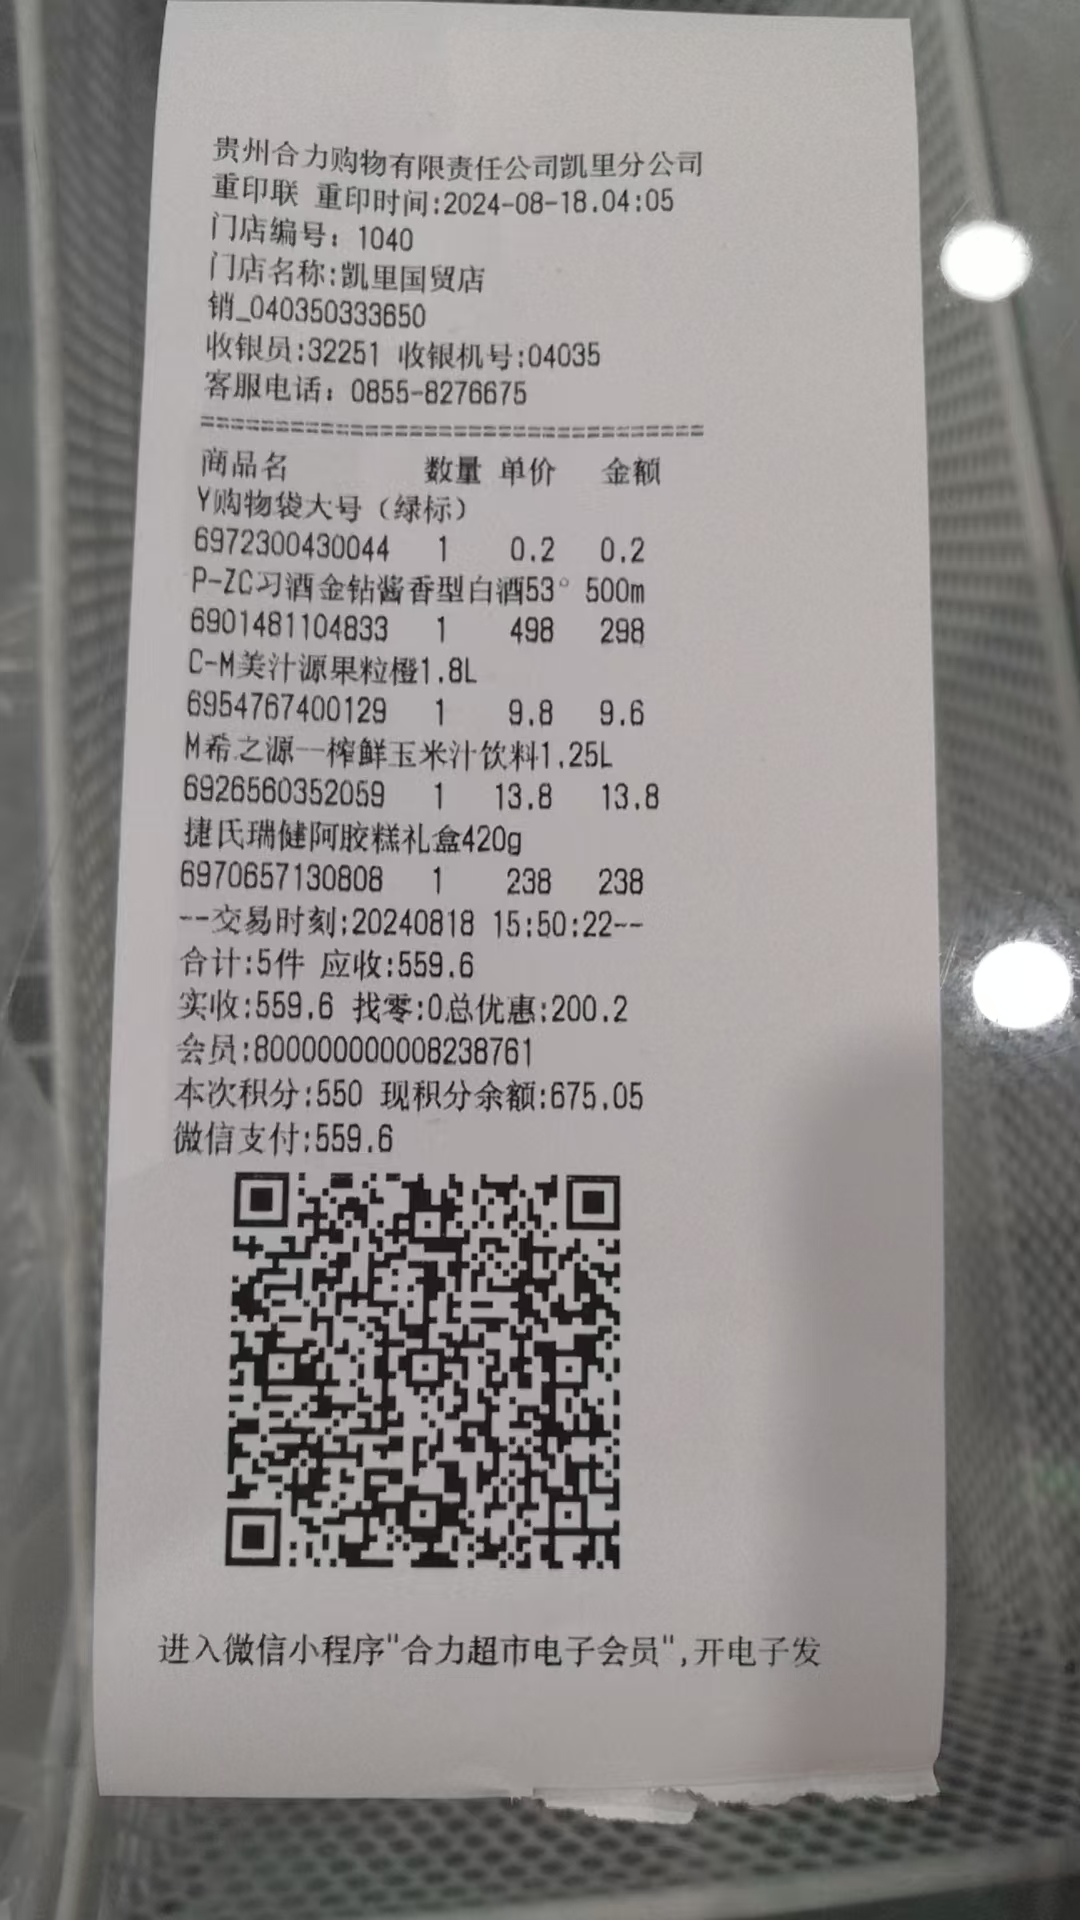 贵州合力购物有限责任公司凯里分公司
重印联 重印时间:2024-08-18.04:05
门店编号：1040
门店名称:凯里国贸店
销_040350333650
收银员:32251 收银机号:04035
客服电话：0855-8276675
==================================
商品名 数量 单价 金额
Y购物袋大号（绿标）
6972300430044 1 0.2 0.2
P-ZC习酒金钻酱香型白酒53°500m
6901481104833 1 498 298
C-M美汁源果粒橙1.8L
6954767400129 1 9.8 9.6
M希之源一榨鲜玉米汁饮料1.25L
6926560352059 1 13.8 13.8
捷氏瑞健阿胶糕礼盒420g
6970657130808 1 238 238
--交易时刻:20240818 15:50:22--
合计:5件 应收:559.6
实收:559.6 找零:0总优惠:200.2
会员:800000000008238761
本次积分:550 现积分余额:675.05
微信支付:559.6
进入微信小程序"合力超市电子会员",开电子发